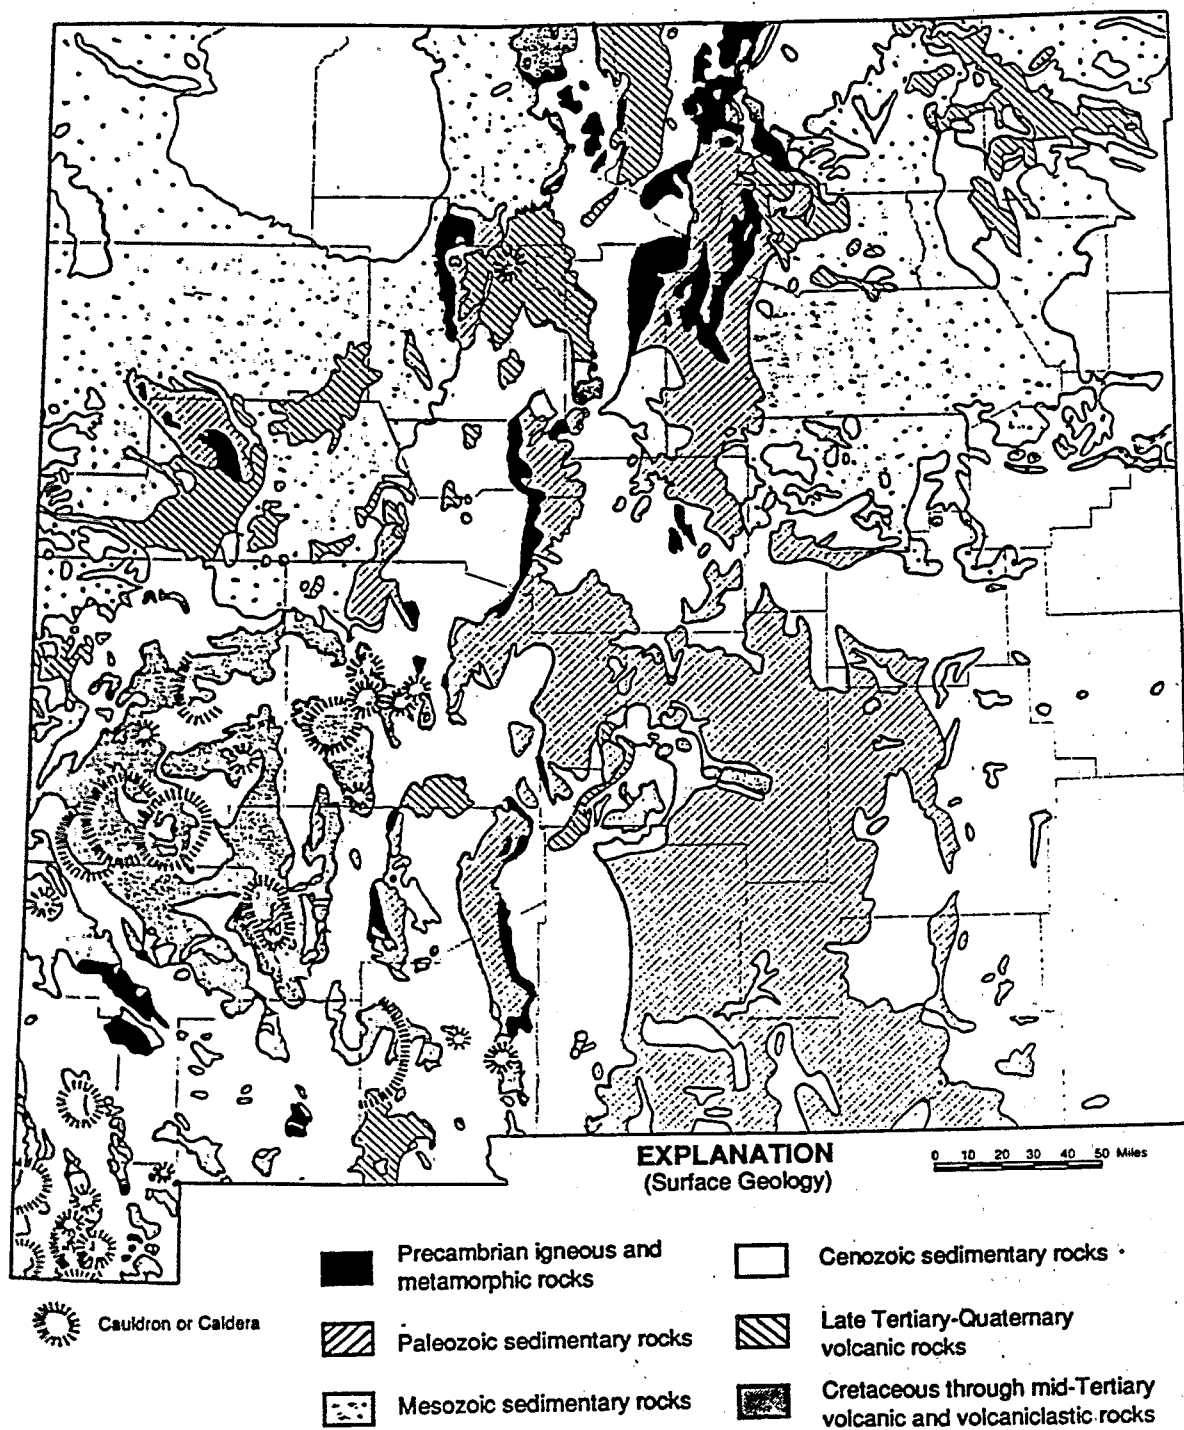 EXPLANATION
(Surface Geology)
0 10 20 30 40 50 Miles
Precambrian igneous and
metamorphic rocks
Cenozoic sedimentary rocks
Cauldron or Caldera
Paleozoic sedimentary rocks
Late Tertiary-Quaternary
volcanic rocks
Mesozoic sedimentary rocks
Cretaceous through mid-Tertiary
volcanic and volcaniclastic rocks